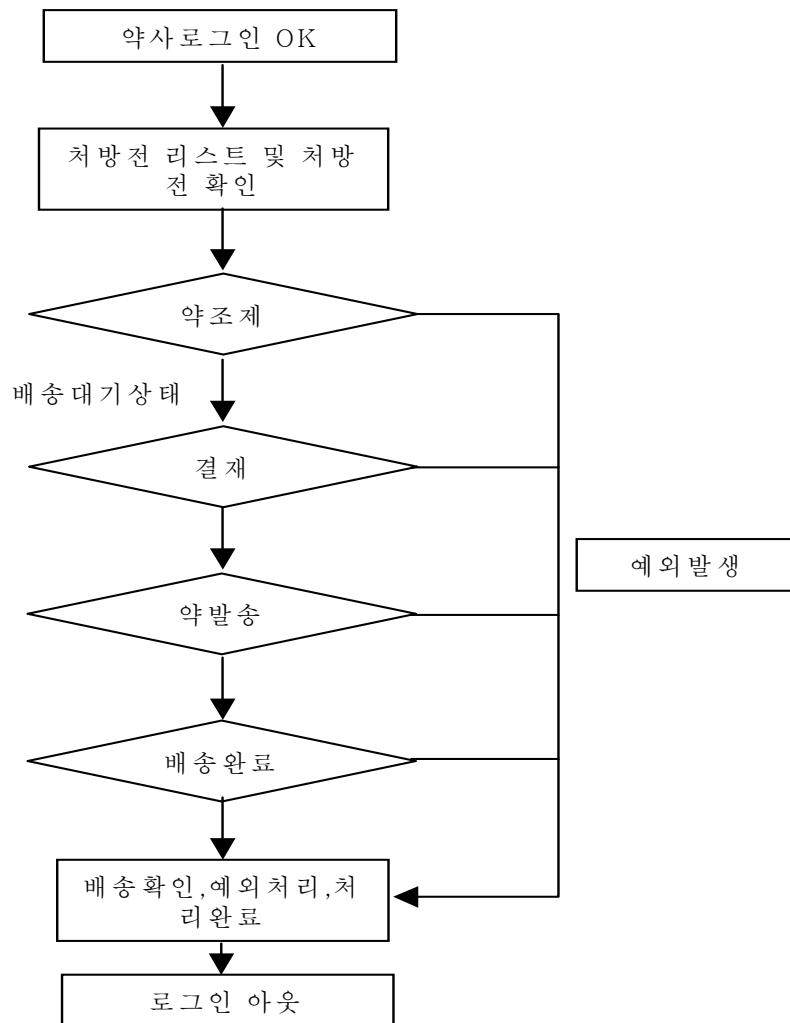 약사로그인 OK
처방전 리스트 및 처방
전 확인
약조제
배송대기상태
결재
예외발생
약발송
배송완료
배송확인,예외처리,처
리완료
로그인 아웃